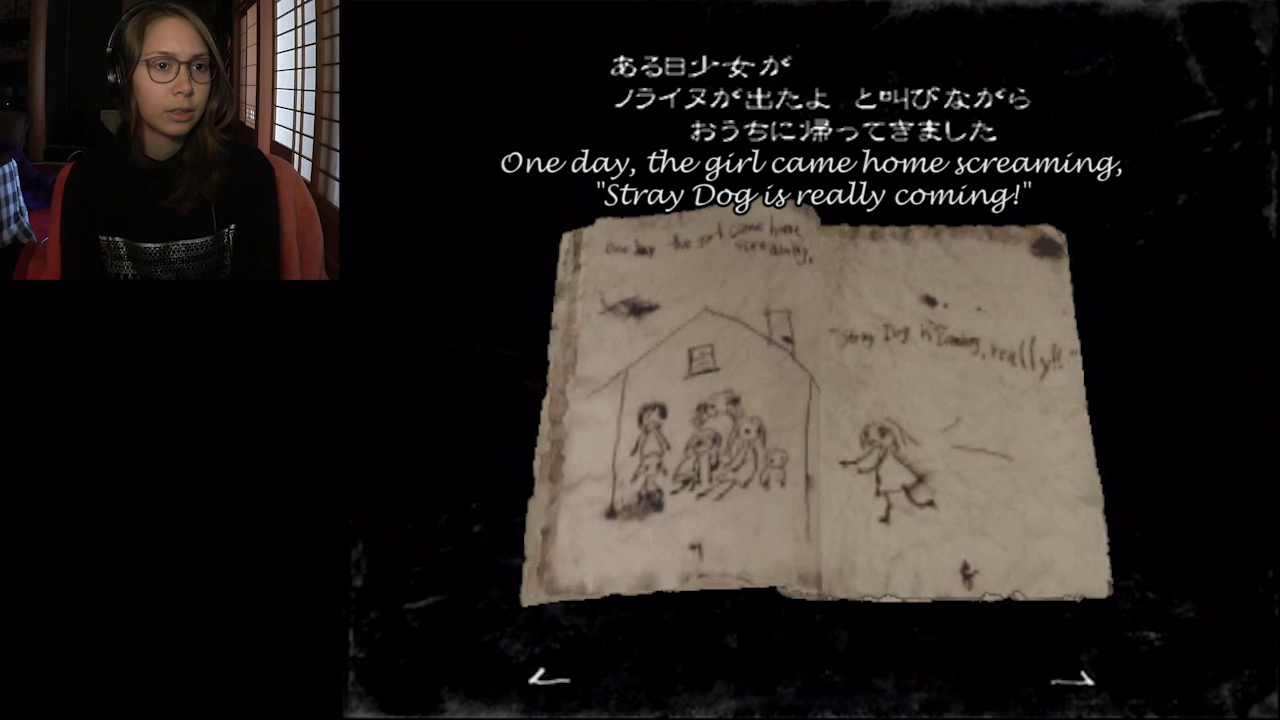 ある日少女が
ノライヌが出たよ と叫びながら
おうちに帰ってきました
One day, the girl came home screaming,
"Stray Dog is really coming!"
One day the girl came home
screaming,
"Stray Dog is coming, really!!"